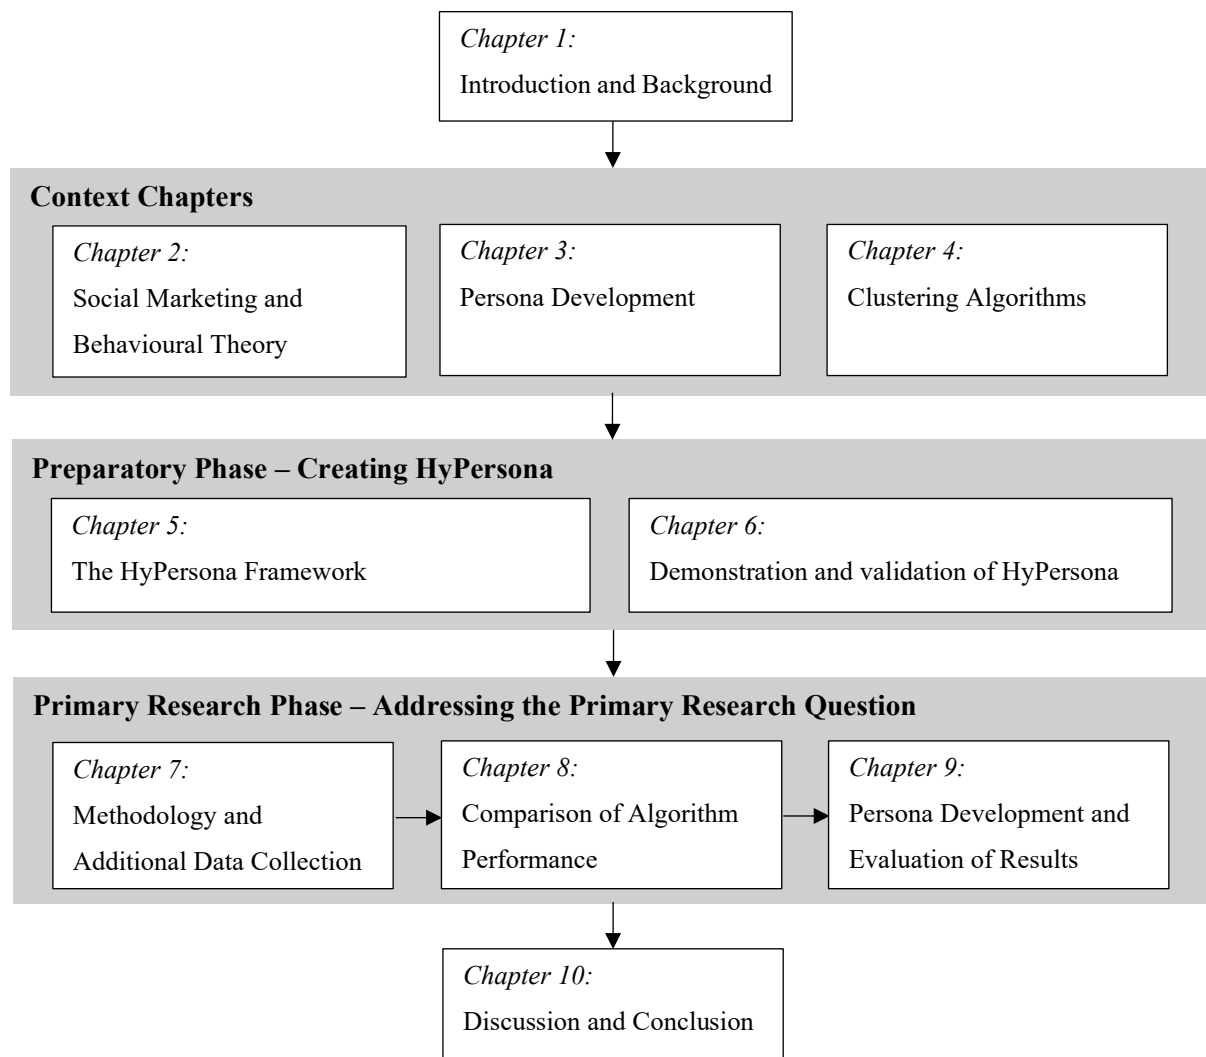 Chapter 1:
Introduction and Background
Context Chapters
Chapter 2:
Social Marketing and
Behavioural Theory
Chapter 3:
Persona Development
Chapter 4:
Clustering Algorithms
Preparatory Phase – Creating HyPersona
Chapter 5:
The HyPersona Framework
Chapter 6:
Demonstration and validation of HyPersona
Primary Research Phase – Addressing the Primary Research Question
Chapter 7:
Methodology and
Additional Data Collection
Chapter 8:
Comparison of Algorithm
Performance
Chapter 9:
Persona Development and
Evaluation of Results
Chapter 10:
Discussion and Conclusion